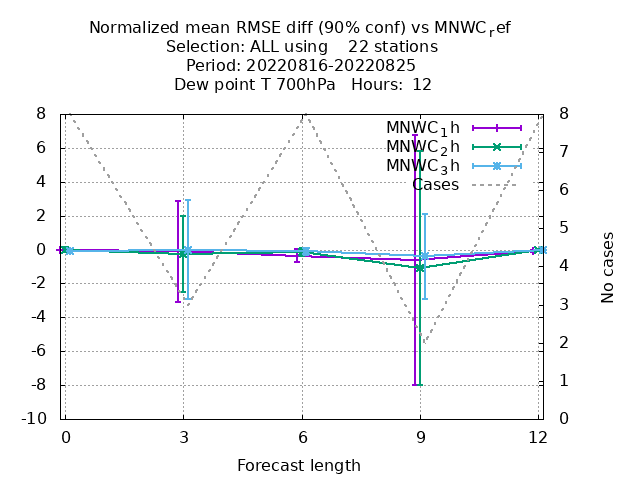 Normalized mean RMSE diff (90% conf) vs MNWC_ref
Selection: ALL using    22 stations
Period: 20220816-20220825
Dew point T 700hPa   Hours:  12
MNWC_1h
MNWC_2h
MNWC_3h
Cases
8
6
4
2
0
-2
-4
-6
-8
-10
8
7
6
5
4
3
2
1
0
No cases
0 3 6 9 12
Forecast length